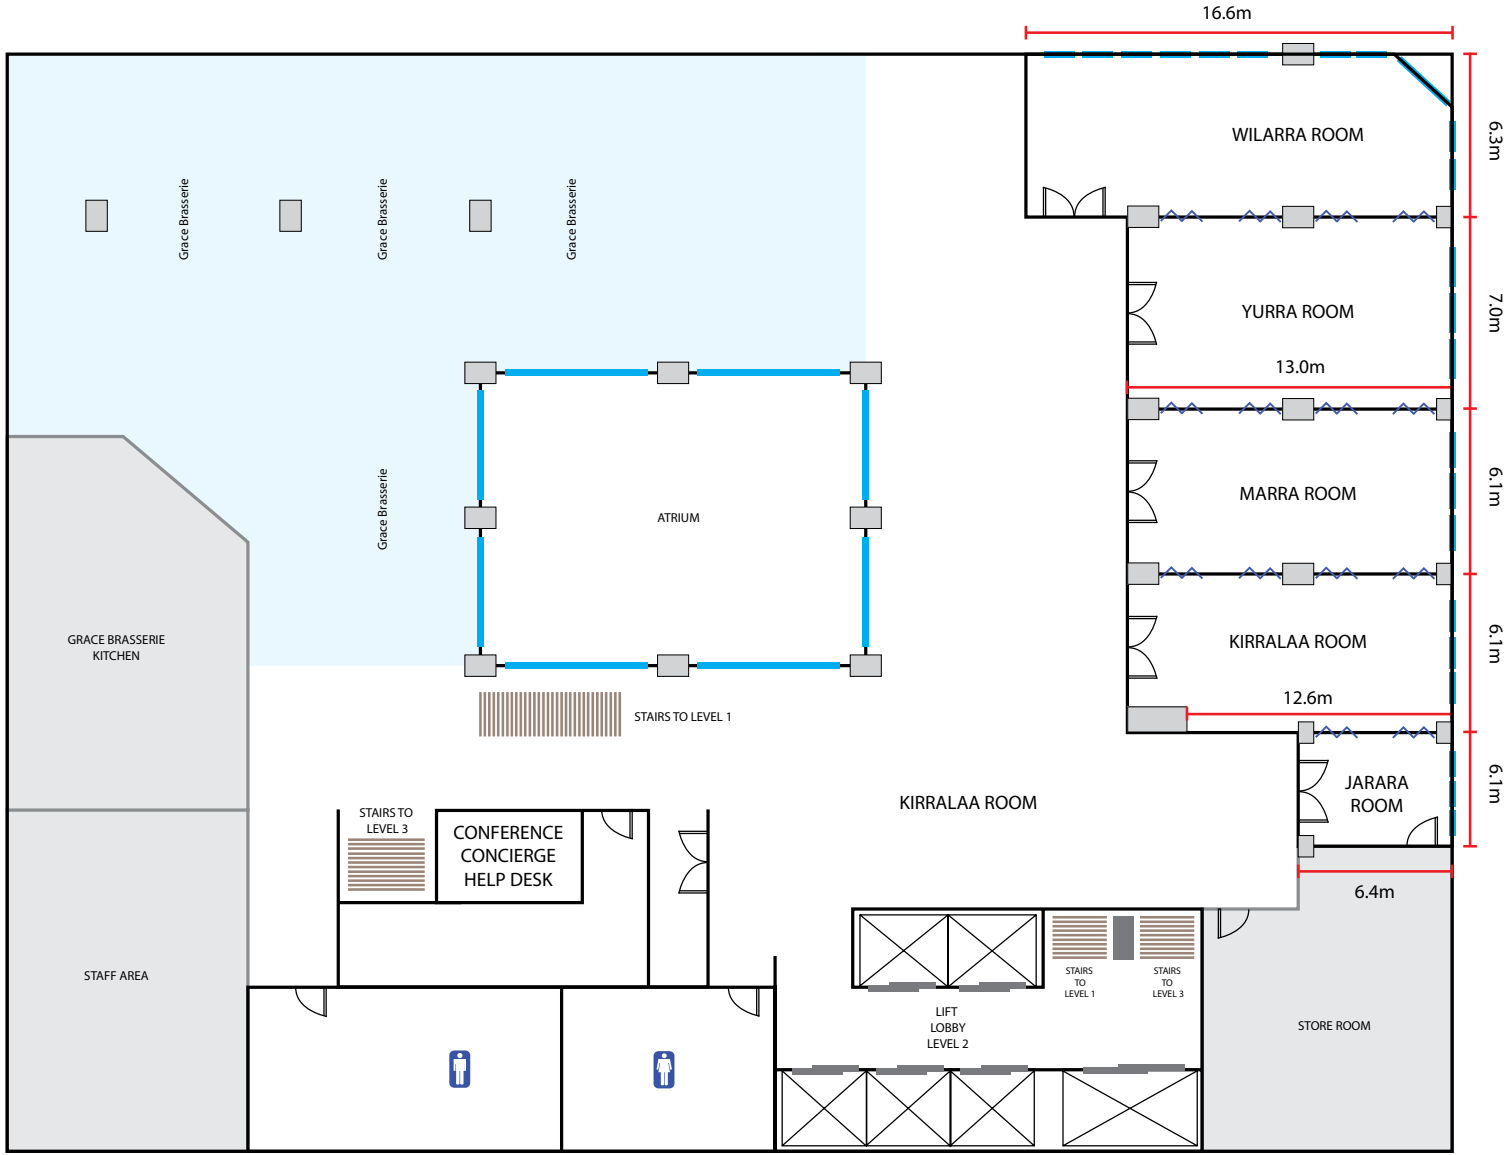 16.6m
WILARRA ROOM
6.3m
Grace Brasserie
Grace Brasserie
Grace Brasserie
YURRA ROOM
7.0m
13.0m
MARRA ROOM
6.1m
Grace Brasserie
ATRIUM
GRACE BRASSERIE
KITCHEN
KIRRALAA ROOM
6.1m
12.6m
STAIRS TO LEVEL 1
JARARA
ROOM
6.1m
KIRRALAA ROOM
STAIRS TO
LEVEL 3
CONFERENCE
CONCIERGE
HELP DESK
6.4m
STAFF AREA
STAIRS
TO
LEVEL 1
STAIRS
TO
LEVEL 3
LIFT
LOBBY
LEVEL 2
STORE ROOM